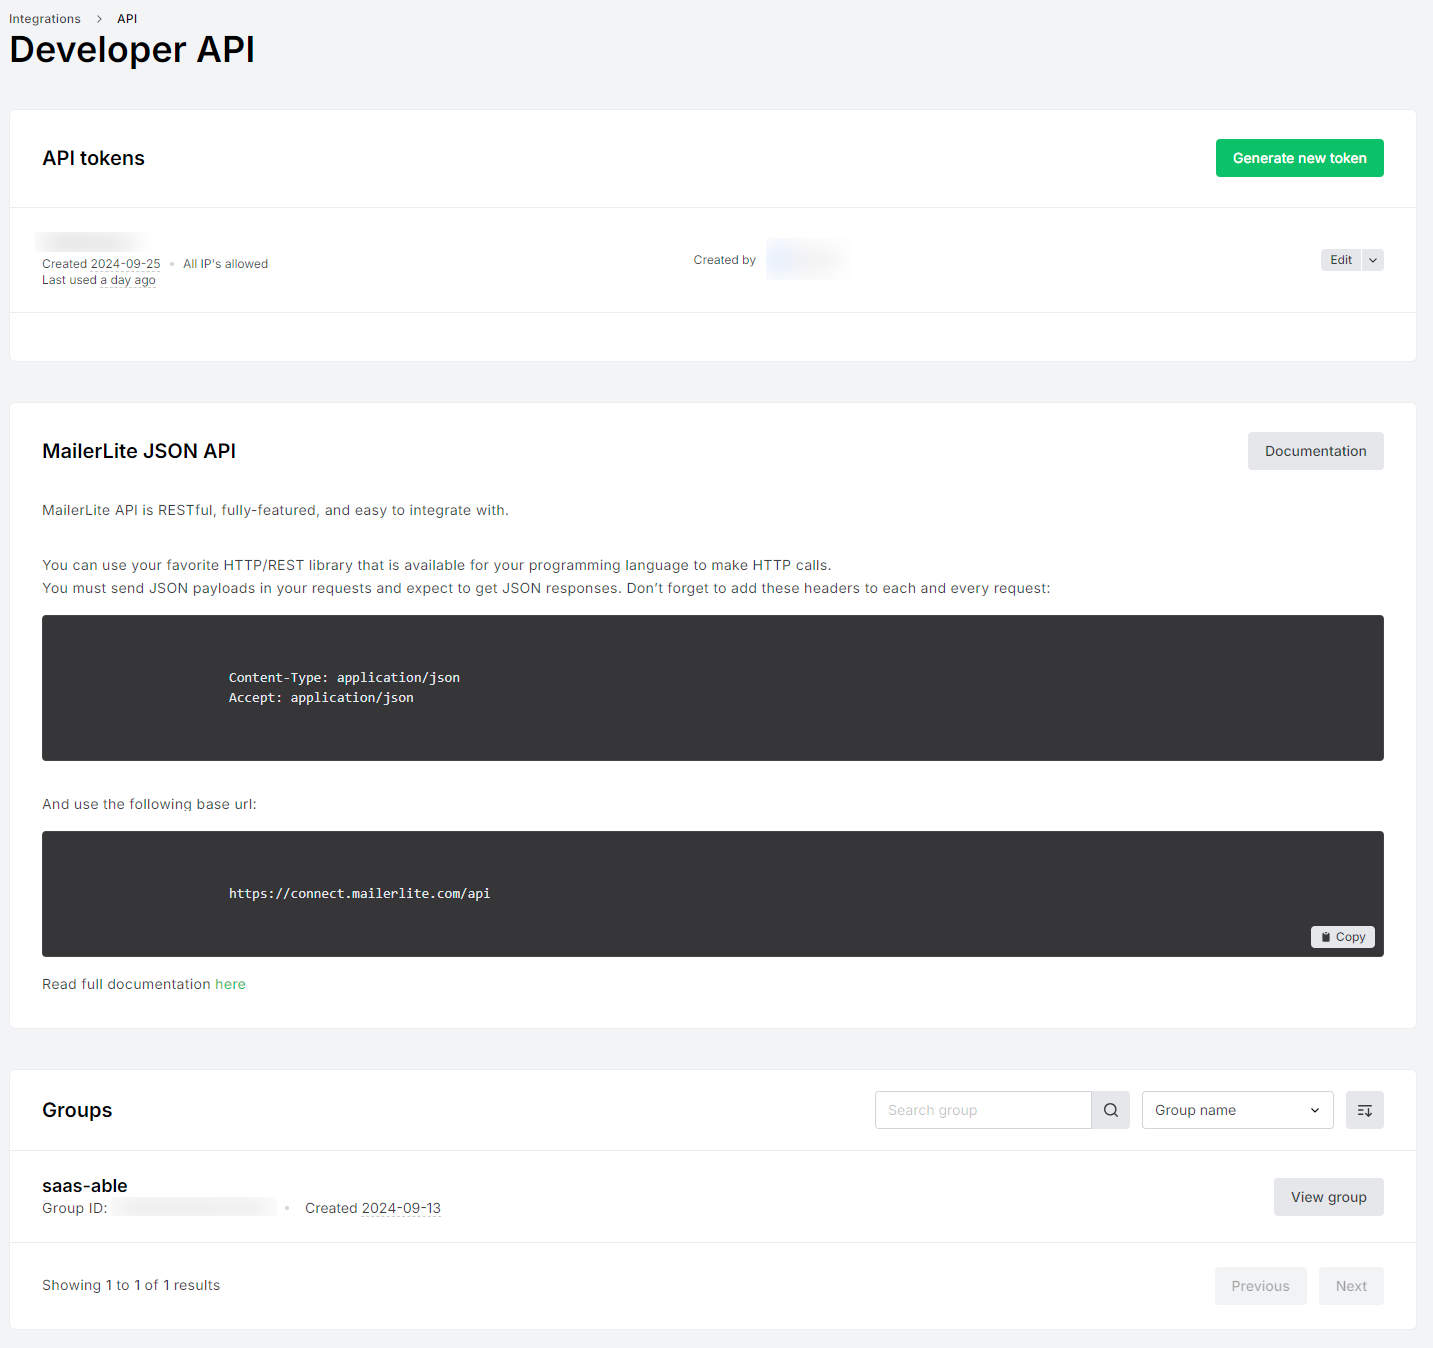 Integrations > API
Developer API
API tokens
Generate new token
Created 2024-09-25 • All IP's allowed
Last used a day ago
Created by
Edit
MailerLite JSON API
Documentation
MailerLite API is RESTful, fully-featured, and easy to integrate with.
You can use your favorite HTTP/REST library that is available for your programming language to make HTTP calls.
You must send JSON payloads in your requests and expect to get JSON responses. Don’t forget to add these headers to each and every request:
Content-Type: application/json
Accept: application/json
And use the following base url:
https://connect.mailerlite.com/api
Copy
Read full documentation here
Groups
Search group
Group name
saas-able
Group ID: • Created 2024-09-13
View group
Showing 1 to 1 of 1 results
Previous
Next